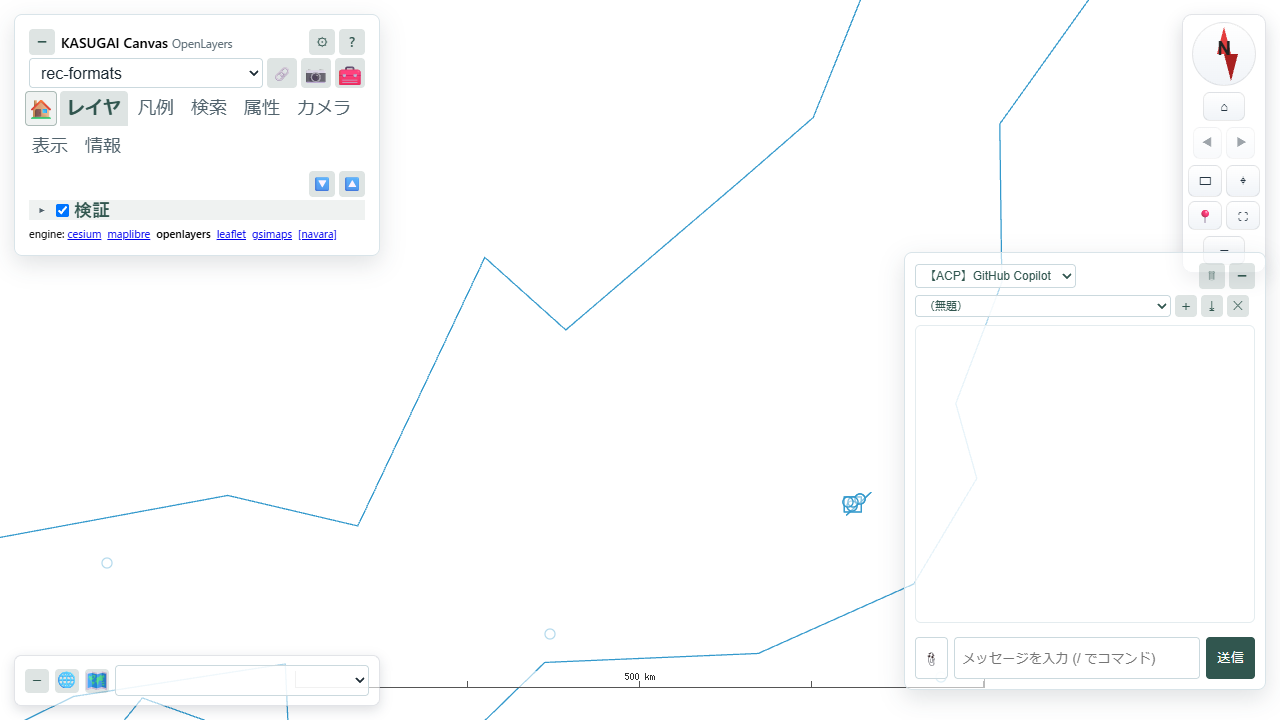 − KASUGAI Canvas OpenLayers ⚙ ?
rec-formats
レイヤ 凡例 検索 属性 カメラ
表示 情報
検証
engine: cesium maplibre openlayers leaflet gsimaps [navara]
N
【ACP】GitHub Copilot
（無題）
メッセージを入力 (/ でコマンド)
送信
500 km